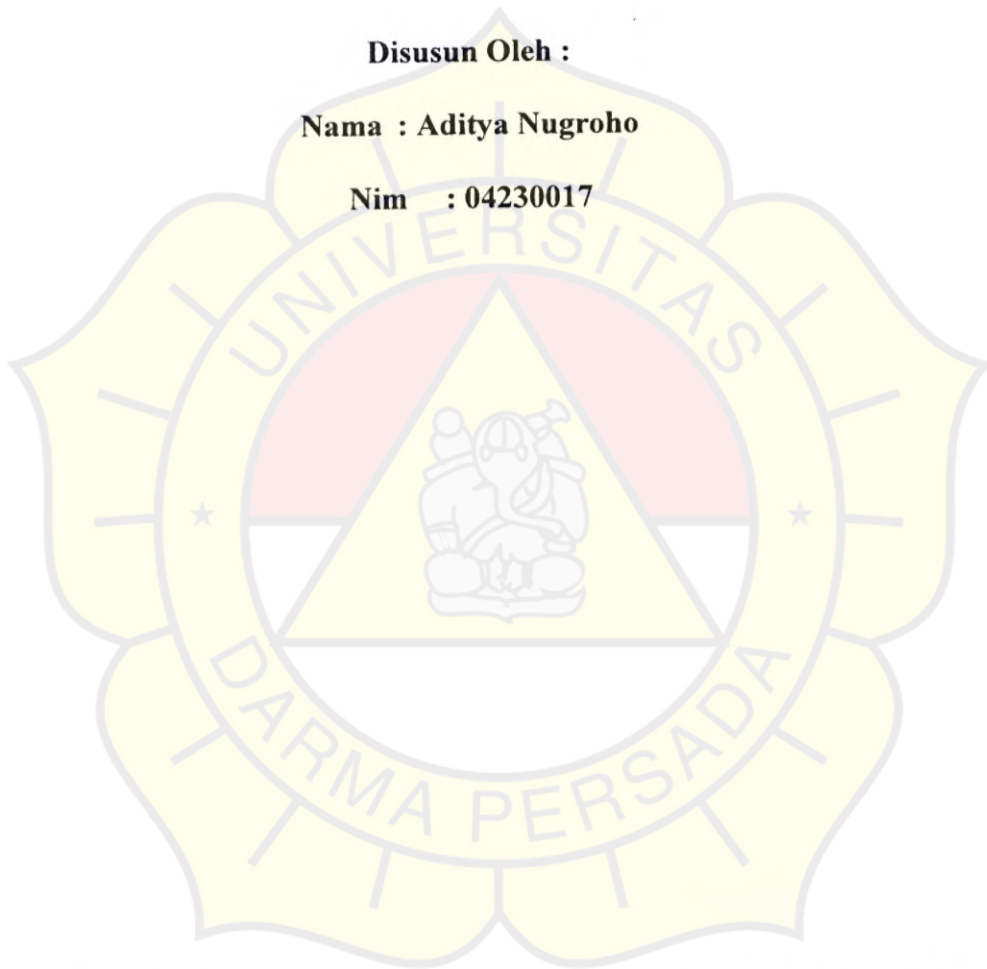 Disusun Oleh :
Nama : Aditya Nugroho
Nim : 04230017
UNIVERSITAS
DARMA PERSADA